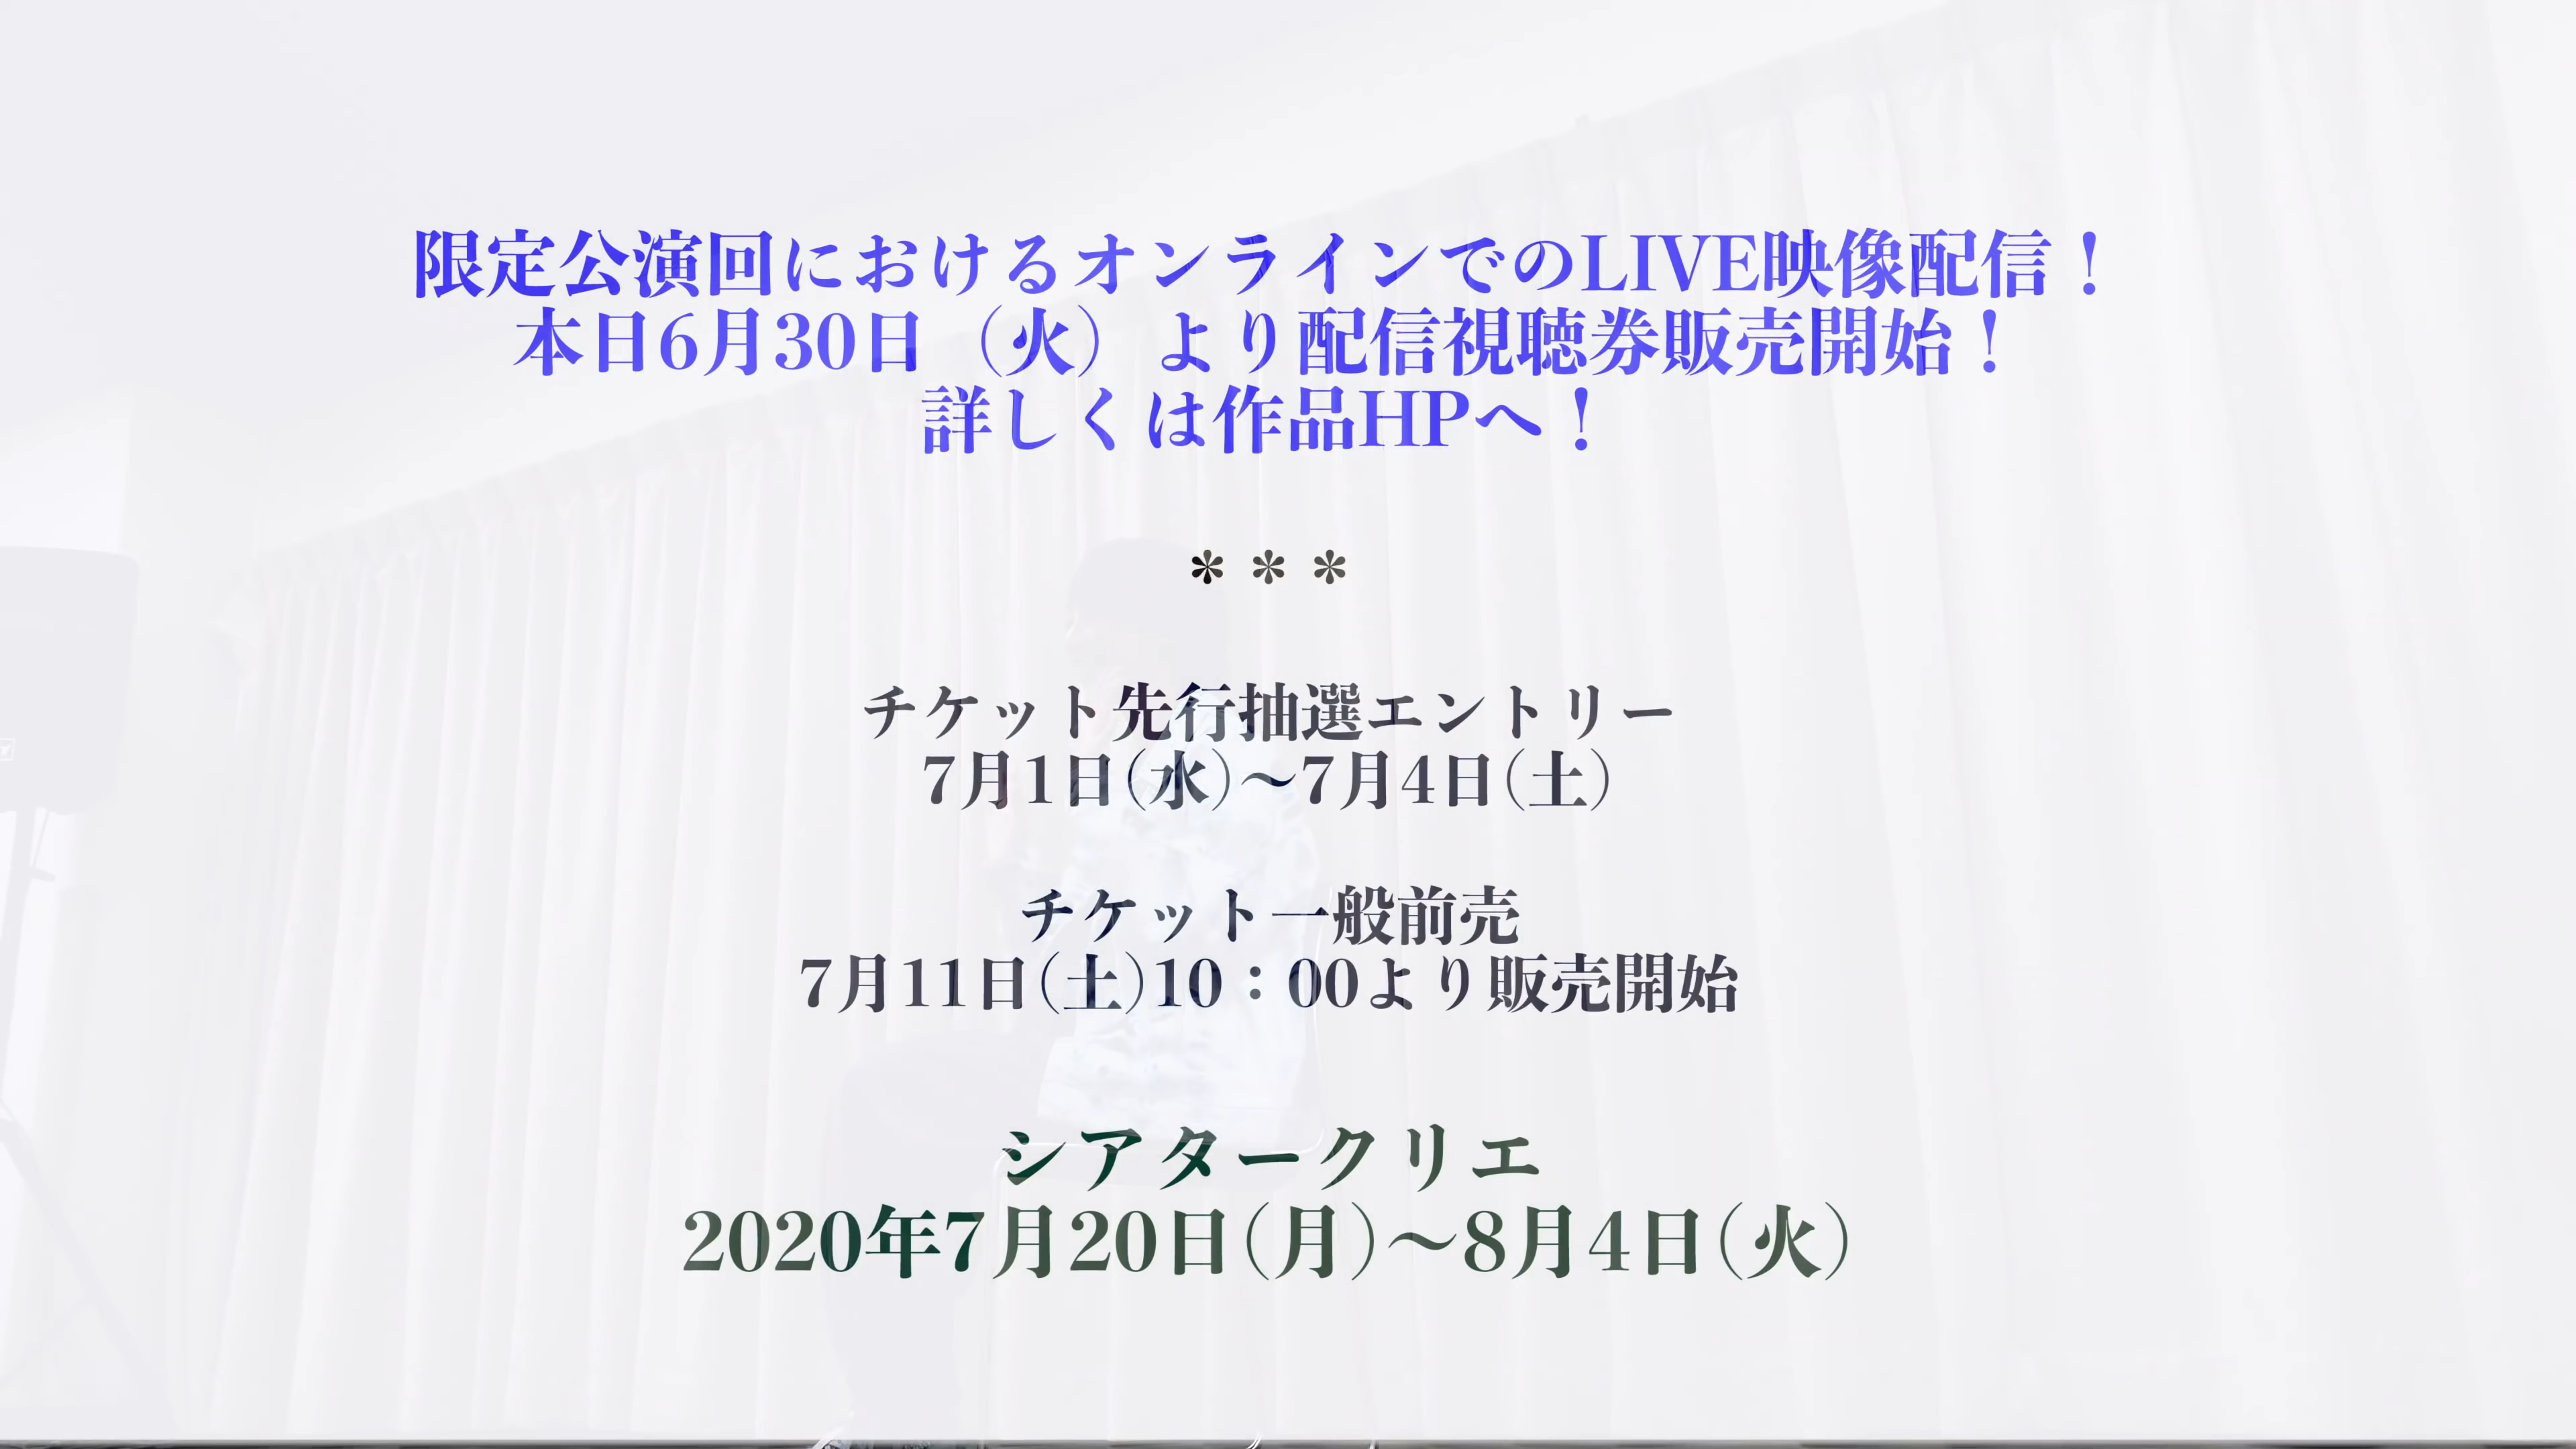 限定公演回におけるオンラインでのLIVE映像配信！
本日6月30日（火）より配信視聴券販売開始！
詳しくは作品HPへ！
＊＊＊
チケット先行抽選エントリー
7月1日(水)～7月4日(土)
チケット一般前売
7月11日(土)10：00より販売開始
シアタークリエ
2020年7月20日(月)～8月4日(火)